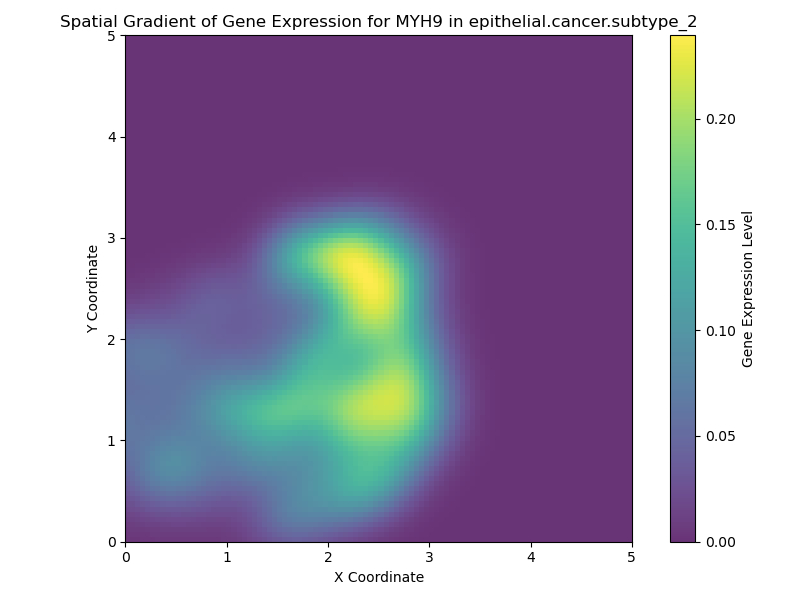 Spatial Gradient of Gene Expression for MYH9 in epithelial.cancer.subtype_2
5
4
3
2
1
0
Y Coordinate
0 1 2 3 4 5
X Coordinate
0.20
0.15
0.10
0.05
0.00
Gene Expression Level